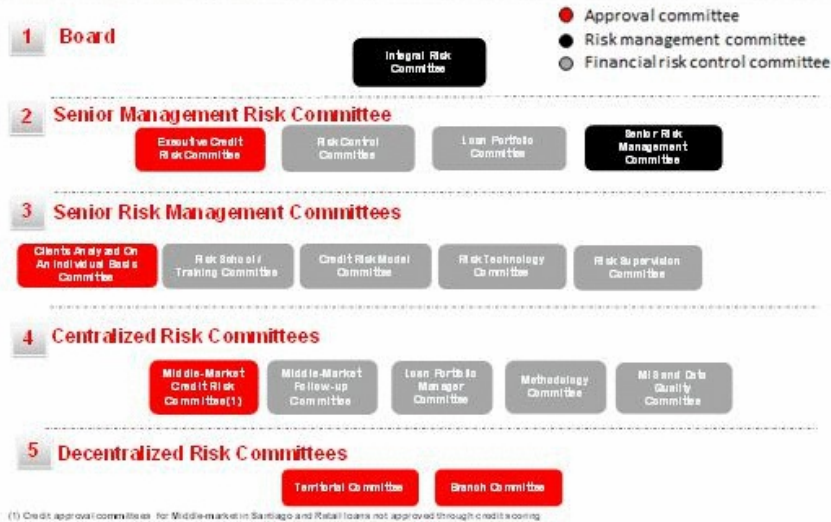 Approval committee
Risk management committee
Financial risk control committee
1 Board
Integral Risk
Committee
2 Senior Management Risk Committee
Executive Credit
Risk Committee
Risk Control
Committee
Loan Portfolio
Committee
Senior Risk
Management
Committee
3 Senior Risk Management Committees
Clients Analyzed On
An Individual Basis
Committee
Risk School /
Training Committee
Credit Risk Model
Committee
Risk Technology
Committee
Risk Supervision
Committee
4 Centralized Risk Committees
Middle-Market
Credit Risk
Committee(1)
Middle-Market
Follow-up
Committee
Loan Portfolio
Manager
Committee
Methodology
Committee
MIS and Data
Quality
Committee
5 Decentralized Risk Committees
Territorial Committee
Branch Committee
(1) Credit approval committees for Middle-market in Santiago and Retail loans not approved through credit scoring